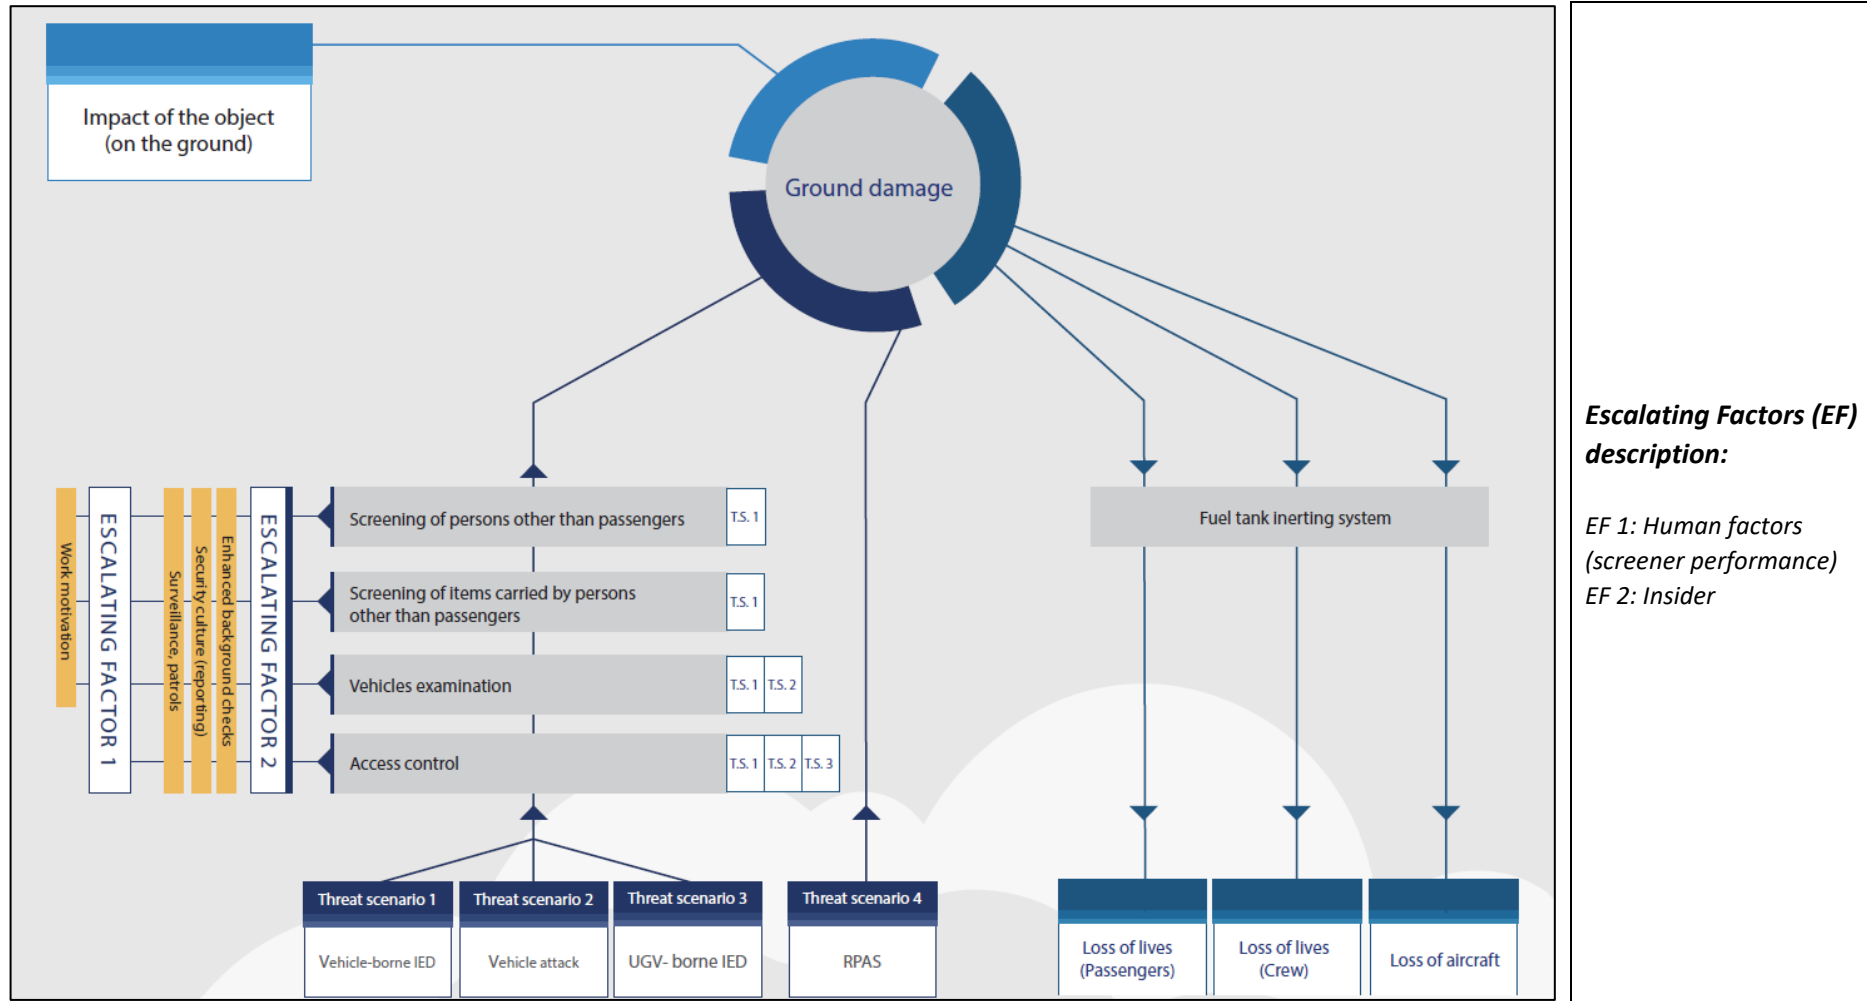 Impact of the object
(on the ground)
Ground damage
Work motivation
ESCALATING FACTOR 1
Surveillance, patrols
Security culture (reporting)
Enhanced background checks
ESCALATING FACTOR 2
Screening of persons other than passengers
T.S. 1
Screening of items carried by persons
other than passengers
T.S. 1
Vehicles examination
T.S. 1 T.S. 2
Access control
T.S. 1 T.S. 2 T.S. 3
Fuel tank inerting system
Threat scenario 1
Vehicle-borne IED
Threat scenario 2
Vehicle attack
Threat scenario 3
UGV- borne IED
Threat scenario 4
RPAS
Loss of lives
(Passengers)
Loss of lives
(Crew)
Loss of aircraft
Escalating Factors (EF)
description:
EF 1: Human factors
(screener performance)
EF 2: Insider